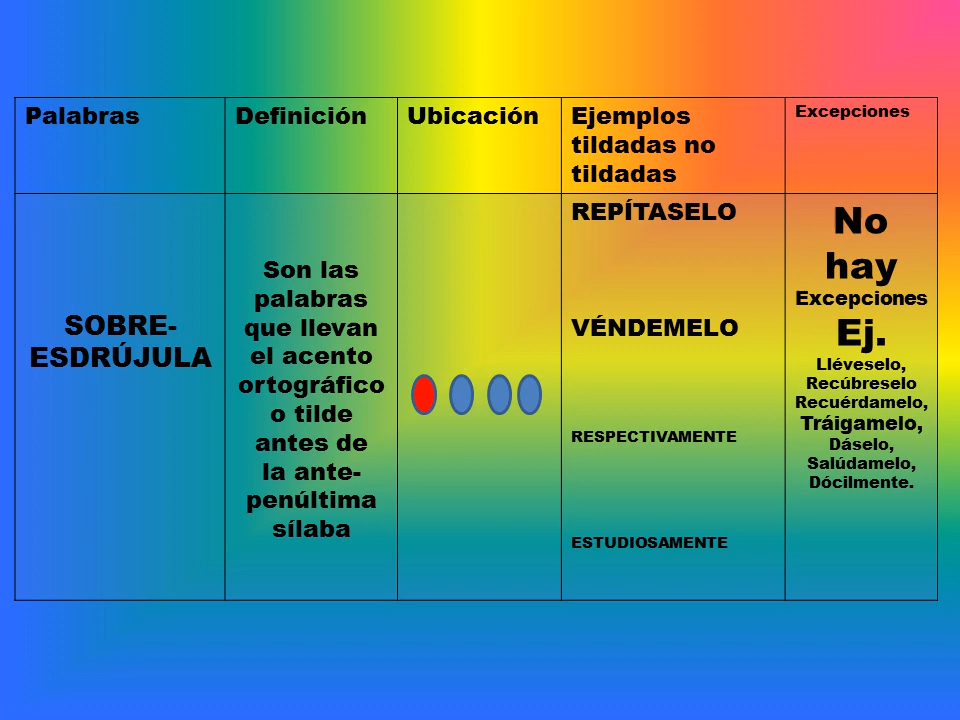 Palabras
Definición
Ubicación
Ejemplos
tildadas no
tildadas
Excepciones
SOBRE-
ESDRÚJULA
Son las
palabras
que llevan
el acento
ortográfico
o tilde
antes de
la ante-
penúltima
sílaba
REPÍTASELO
VÉNDEMELO
RESPECTIVAMENTE
ESTUDIOSAMENTE
No
hay
Excepciones
Ej.
Lléveselo,
Recúbreselo
Recuérdamelo,
Tráigamelo,
Dáselo,
Salúdamelo,
Dócilmente.